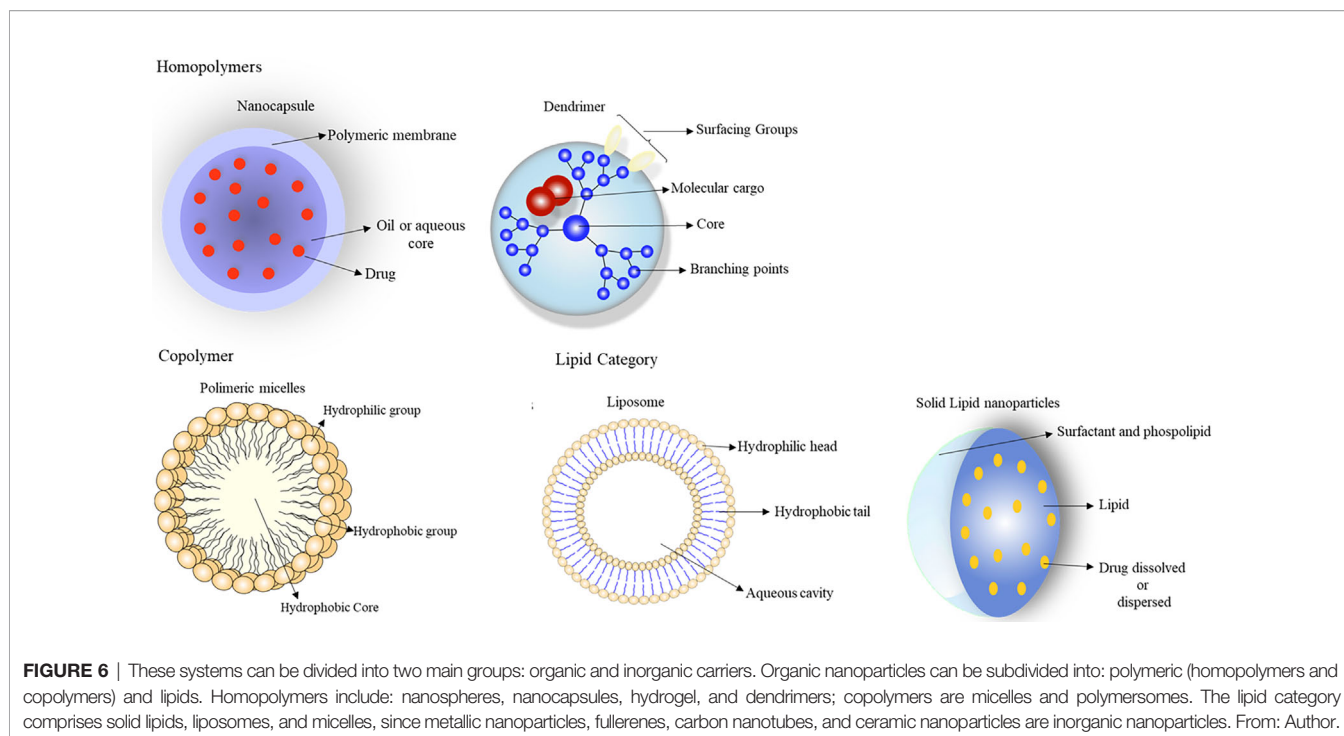 Homopolymers
Nanocapsule
Polymeric membrane
Oil or aqueous
core
Drug
Dendrimer
Surfacing Groups
Molecular cargo
Core
Branching points
Copolymer
Polimeric micelles
Hydrophilic group
Hydrophobic group
Hydrophobic Core
Lipid Category
;
Liposome
Hydrophilic head
Hydrophobic tail
Aqueous cavity
Solid Lipid nanoparticles
Surfactant and phospolipid
Lipid
Drug dissolved
or
dispersed
FIGURE 6 | These systems can be divided into two main groups: organic and inorganic carriers. Organic nanoparticles can be subdivided into: polymeric (homopolymers and
copolymers) and lipids. Homopolymers include: nanospheres, nanocapsules, hydrogel, and dendrimers; copolymers are micelles and polymersomes. The lipid category
comprises solid lipids, liposomes, and micelles, since metallic nanoparticles, fullerenes, carbon nanotubes, and ceramic nanoparticles are inorganic nanoparticles. From: Author.